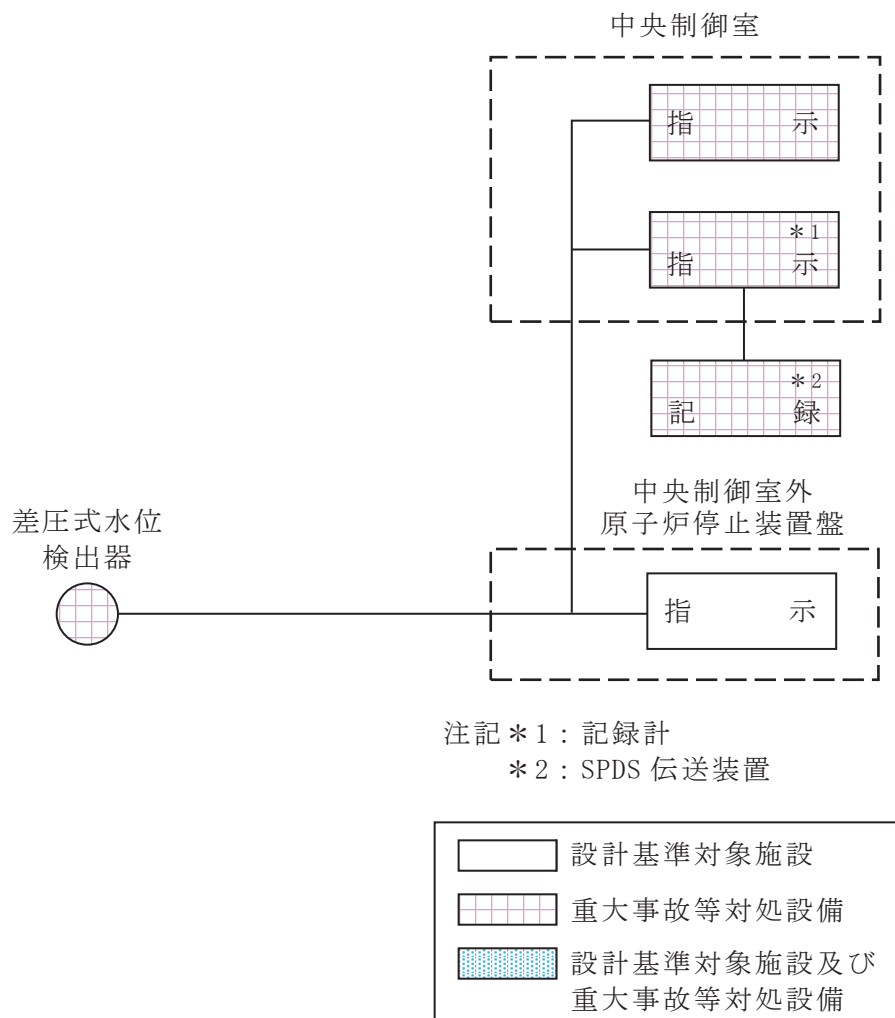 中央制御室
指示
*1
指示
*2
記録
中央制御室外
原子炉停止装置盤
差圧式水位
検出器
指示
注記*1:記録計
*2:SPDS伝送装置
設計基準対象施設
重大事故等対処設備
設計基準対象施設及び
重大事故等対処設備